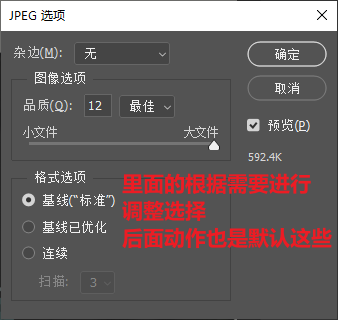 JPEG 选项
杂边(M): 无
确定
图像选项
取消
品质(Q): 12 最佳
小文件 大文件
预览(P)
592.4K
格式选项
基线("标准")
基线已优化
连续
扫描: 3
里面的根据需要进行
调整选择
后面动作也是默认这些